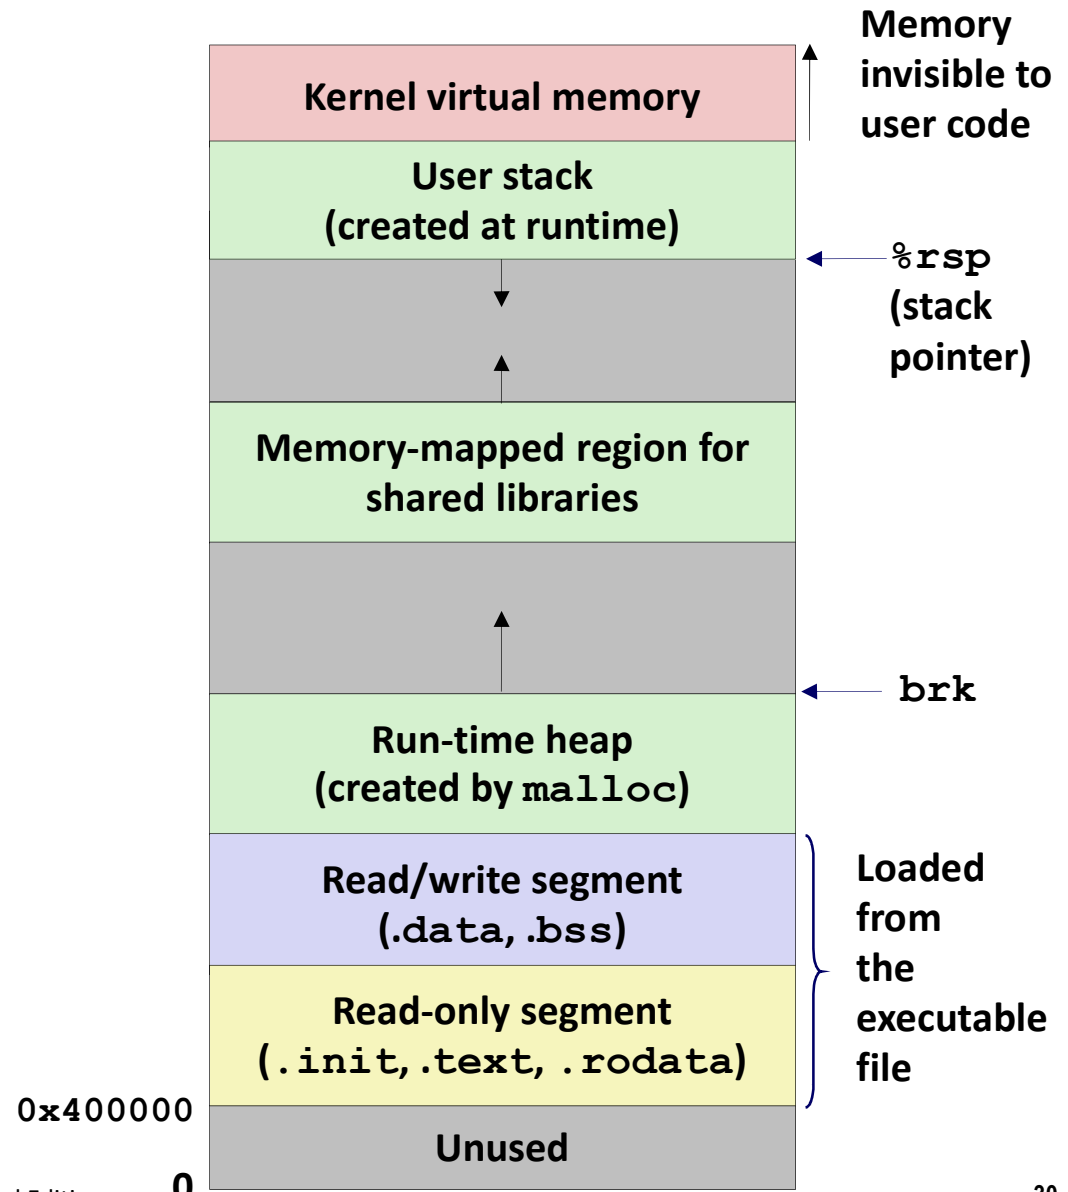 Memory
invisible to
user code
Kernel virtual memory
User stack
(created at runtime)
%rsp
(stack
pointer)
Memory-mapped region for
shared libraries
brk
Run-time heap
(created by malloc)
Read/write segment
(.data, .bss)
Loaded
from
the
executable
file
Read-only segment
(.init, .text, .rodata)
0x400000
Unused
0